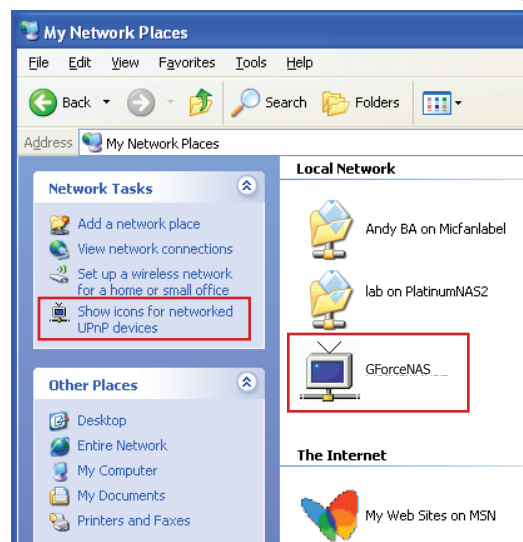 My Network Places
File Edit View Favorites Tools Help
Back Search Folders
Address My Network Places
Network Tasks
Add a network place
View network connections
Set up a wireless network
for a home or small office
Show icons for networked
UPnP devices
Other Places
Desktop
Entire Network
My Computer
My Documents
Printers and Faxes
Local Network
Andy BA on Micfanlabel
lab on PlatinumNAS2
GForceNAS
The Internet
My Web Sites on MSN